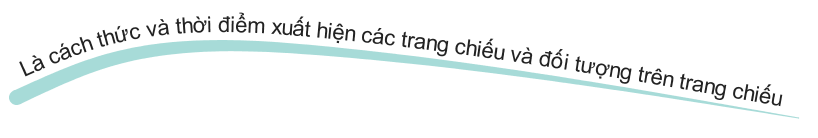 Là cách thức và thời điểm xuất hiện các trang chiếu và đối tượng trên trang chiếu